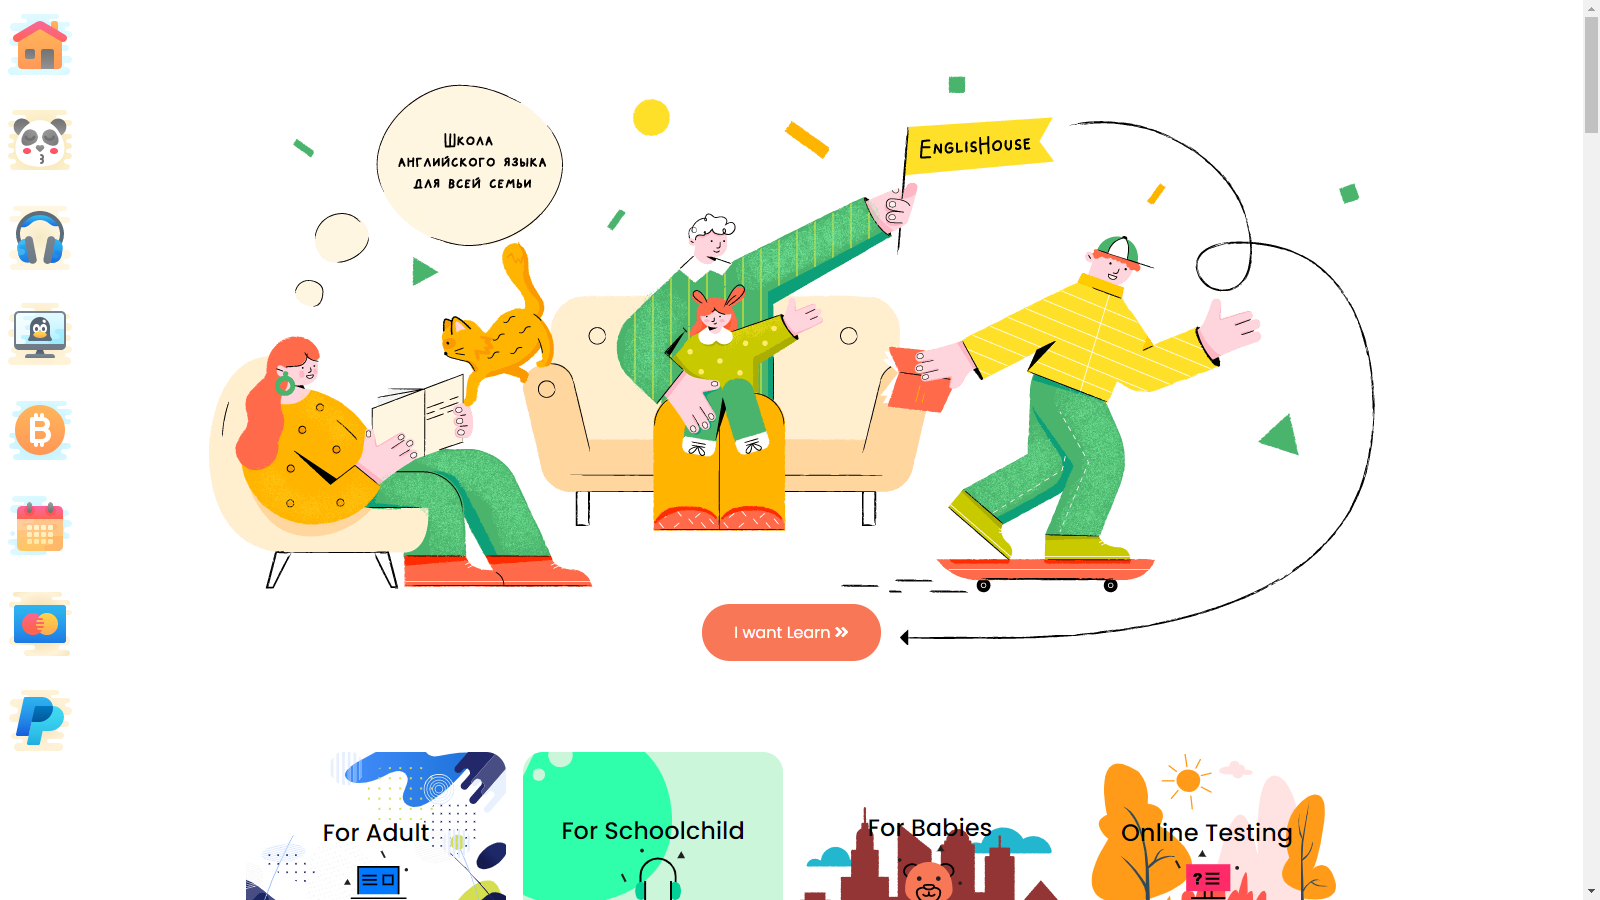 Школа
английского языка
для всей семьи
EnglisHouse
I want Learn »
For Adult
For Schoolchild
For Babies
Online Testing